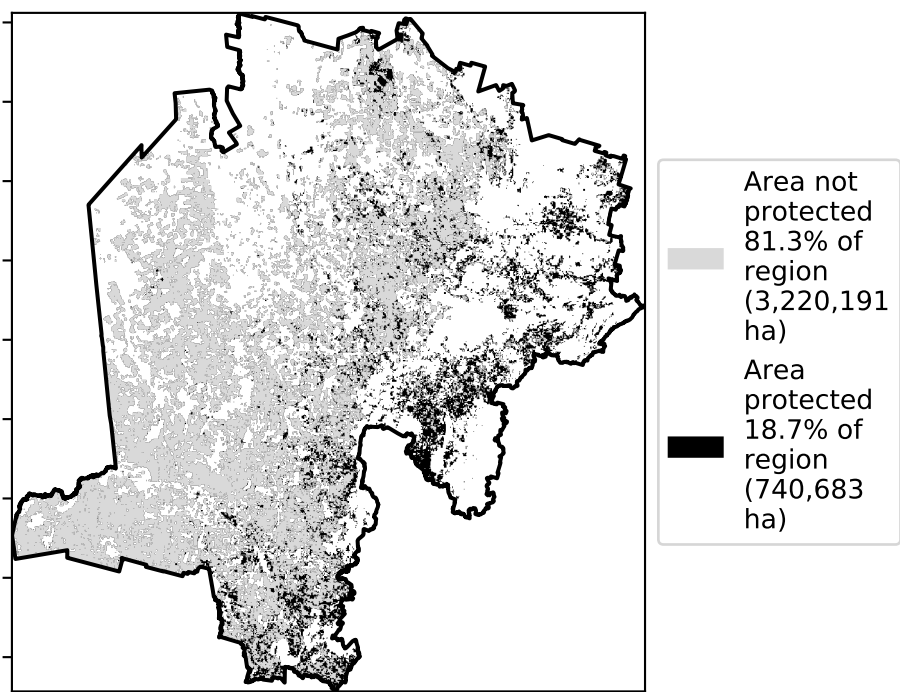 Area not
protected
81.3% of
region
(3,220,191
ha)
Area
protected
18.7% of
region
(740,683
ha)